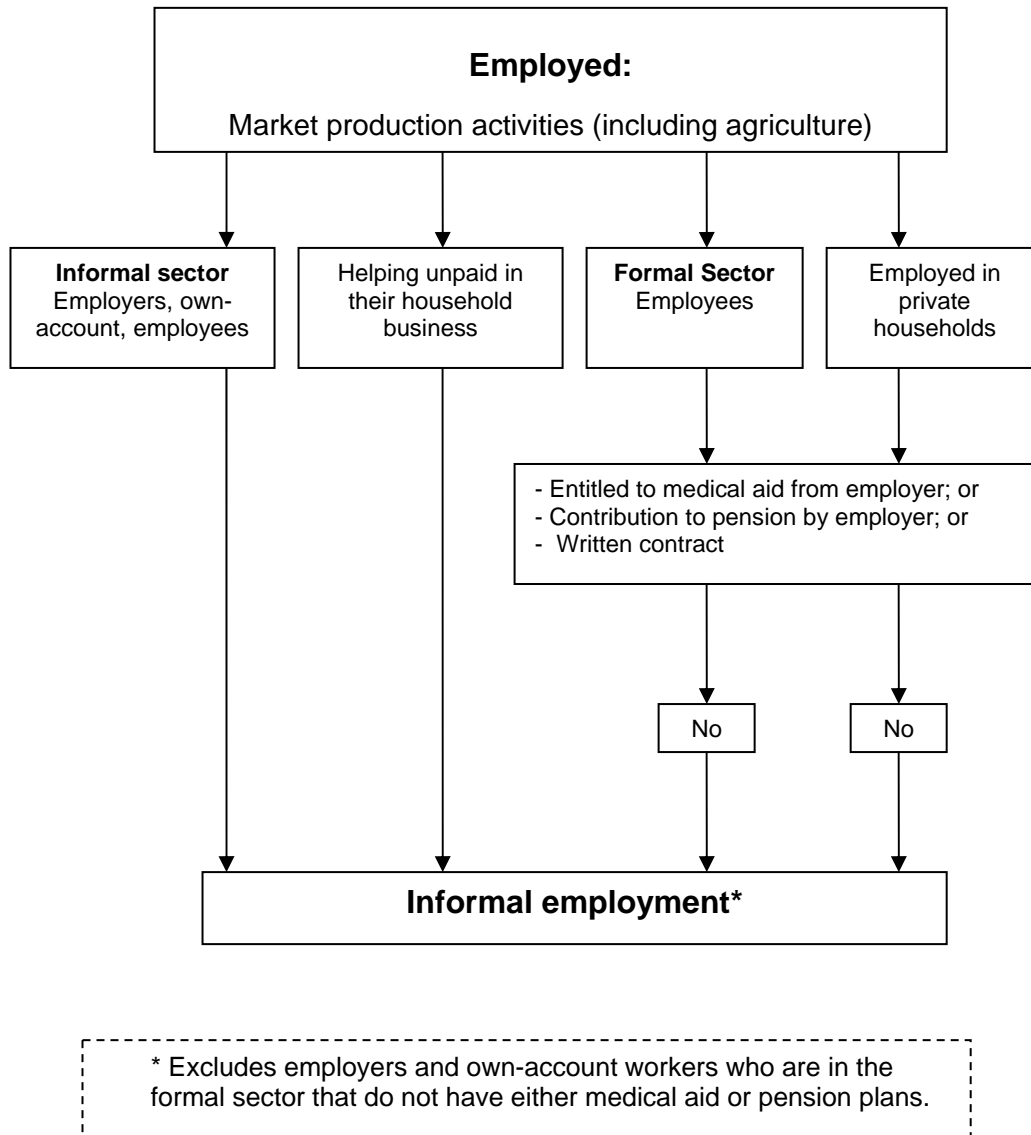 Employed:
Market production activities (including agriculture)
Informal sector
Employers, own-
account, employees
Helping unpaid in
their household
business
Formal Sector
Employees
Employed in
private
households
- Entitled to medical aid from employer; or
- Contribution to pension by employer; or
- Written contract
No
No
Informal employment*
* Excludes employers and own-account workers who are in the
formal sector that do not have either medical aid or pension plans.